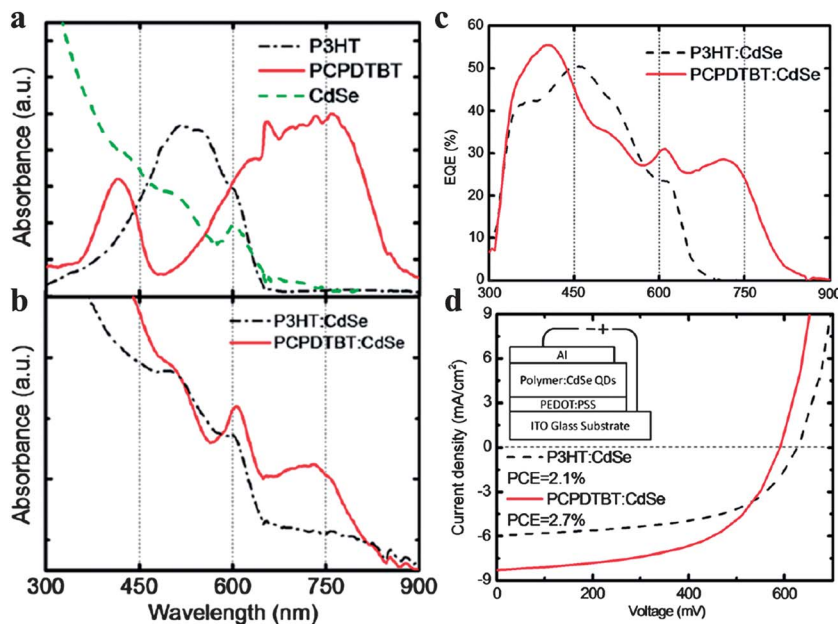 a
P3HT
PCPDTBT
CdSe
Absorbance (a.u.)
450
600
750
b
P3HT:CdSe
PCPDTBT:CdSe
Absorbance (a.u.)
300 450 600 750 900
Wavelength (nm)
c
P3HT:CdSe
PCPDTBT:CdSe
EQE (%)
60
50
40
30
20
10
0
300 450 600 750 900
d
- +
Al
Polymer:CdSe QDs
PEDOT:PSS
ITO Glass Substrate
P3HT:CdSe
PCE=2.1%
PCPDTBT:CdSe
PCE=2.7%
Current density (mA/cm²)
9
6
3
0
-3
-6
-9
0 200 400 600
Voltage (mV)